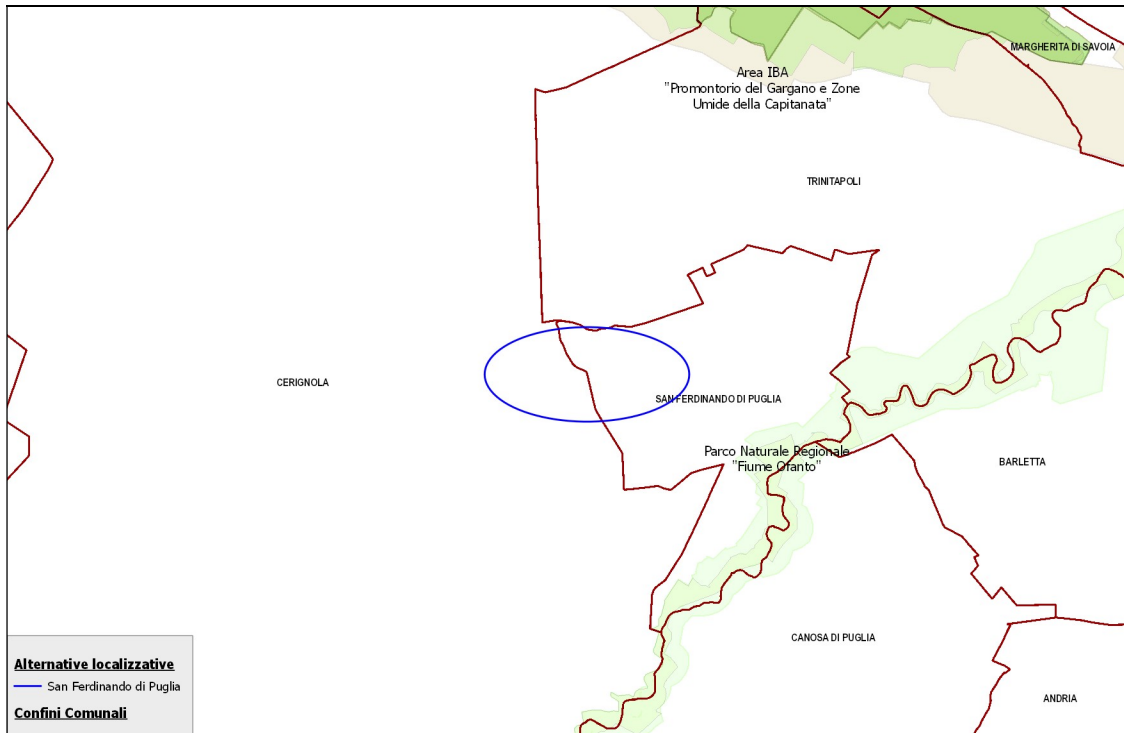 MARGHERITA DI SAVOIA
Area IBA
"Promontorio del Gargano e Zone
Umide della Capitanata"
TRINITAPOLI
CERIGNOLA
SAN FERDINANDO DI PUGLIA
Parco Naturale Regionale
"Fiume Ofanto"
BARLETTA
CANOSA DI PUGLIA
ANDRIA
Alternative localizzative
San Ferdinando di Puglia
Confini Comunali